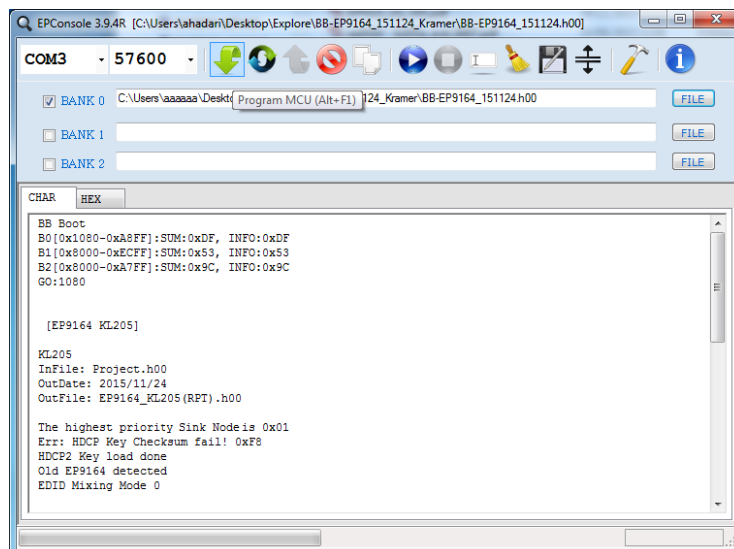 EPConsole 3.9.4R [C:\Users\ahadari\Desktop\Explore\BB-EP9164_151124_Kramer\BB-EP9164_151124.h00]
COM3 57600
BANK 0 C:\Users\aaaaaa\Deskto Program MCU (Alt+F1) 124_Kramer\BB-EP9164_151124.h00 FILE
BANK 1 FILE
BANK 2 FILE
CHAR HEX
BB Boot
B0[0x1080-0xA8FF]:SUM:0xDF, INFO:0xDF
B1[0x8000-0xECFF]:SUM:0x53, INFO:0x53
B2[0x8000-0xA7FF]:SUM:0x9C, INFO:0x9C
GO:1080
[EP9164 KL205]
KL205
InFile: Project.h00
OutDate: 2015/11/24
OutFile: EP9164_KL205(RPT).h00
The highest priority Sink Node is 0x01
Err: HDCP Key Checksum fail! 0xF8
HDCP2 Key load done
Old EP9164 detected
EDID Mixing Mode 0